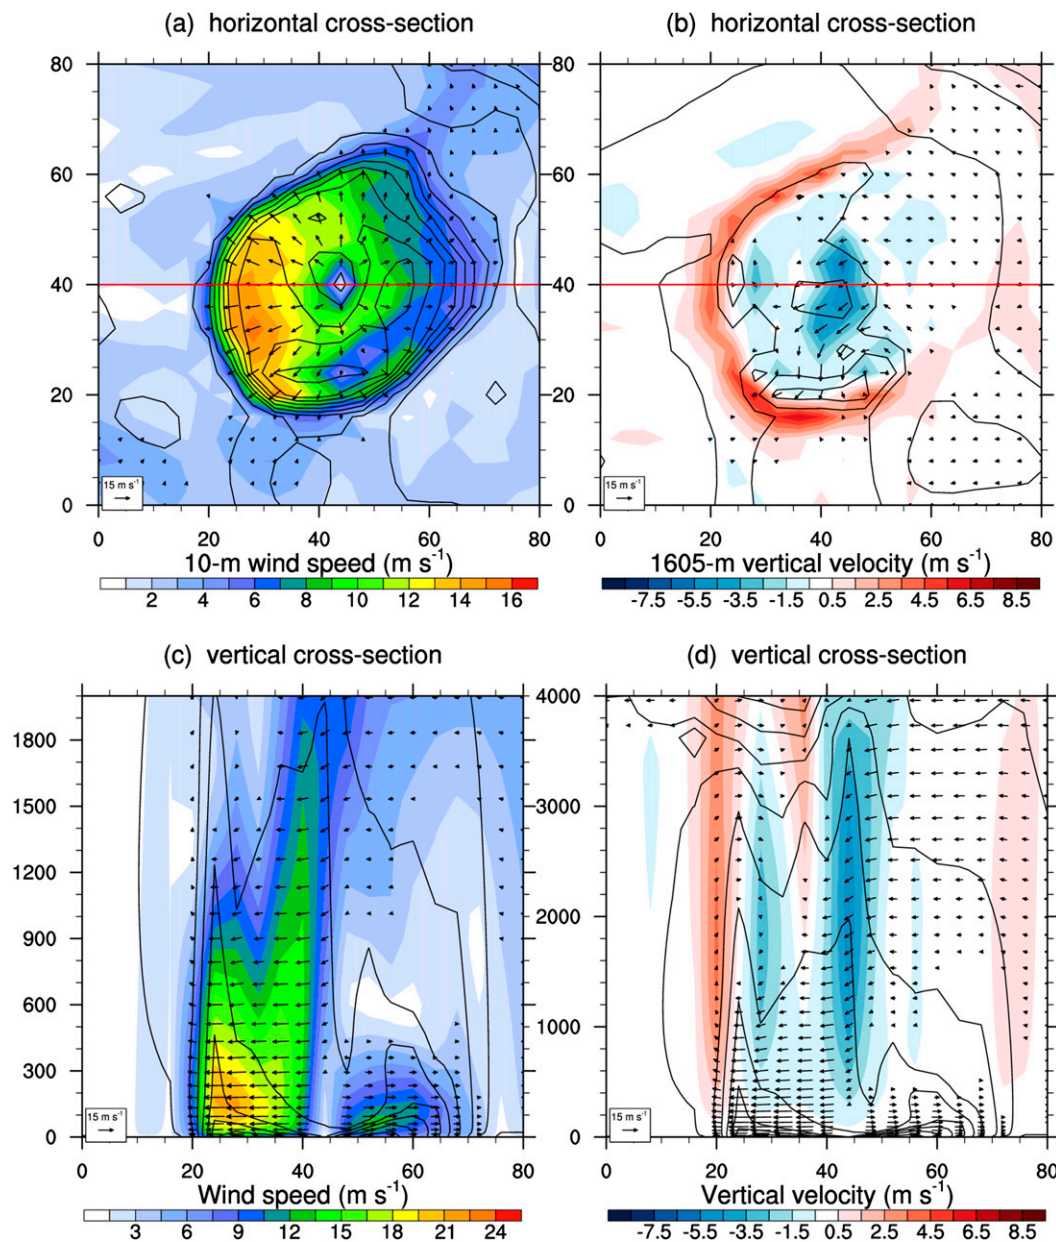 (a) horizontal cross-section
(b) horizontal cross-section
80
60
40
20
0
15 m s⁻¹
0 20 40 60 80
10-m wind speed (m s⁻¹)
2 4 6 8 10 12 14 16
80
60
40
20
0
15 m s⁻¹
0 20 40 60 80
1605-m vertical velocity (m s⁻¹)
-7.5 -5.5 -3.5 -1.5 0.5 2.5 4.5 6.5 8.5
(c) vertical cross-section
(d) vertical cross-section
1800
1500
1200
900
600
300
0
15 m s⁻¹
0 20 40 60 80
Wind speed (m s⁻¹)
3 6 9 12 15 18 21 24
4000
3000
2000
1000
0
15 m s⁻¹
0 20 40 60 80
Vertical velocity (m s⁻¹)
-7.5 -5.5 -3.5 -1.5 0.5 2.5 4.5 6.5 8.5